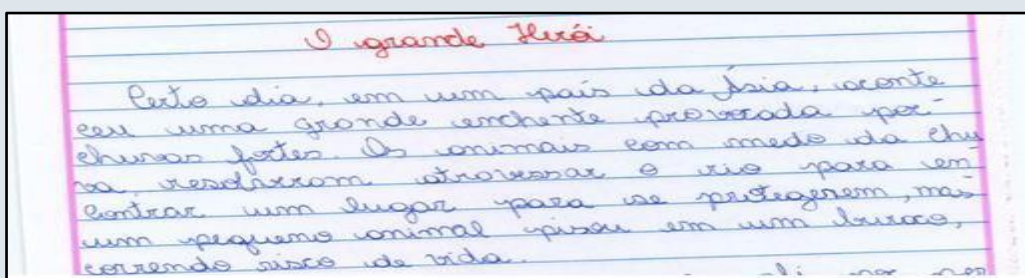 O grande Herói
Certo dia, em um país da Ásia, aconte
ceu uma grande enchente provocada por
chuvas fortes. Os animais com medo da chu
va, resolveram atravessar o rio para en
contrar um lugar para se protegerem, mas
um pequeno animal pisou em um buraco,
correndo risco de vida.